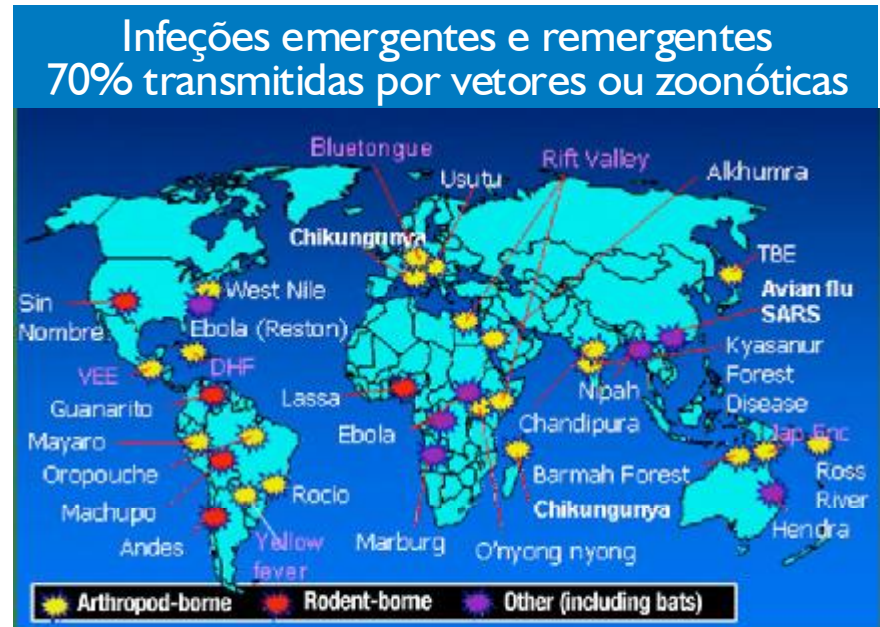 Infeções emergentes e remergentes
70% transmitidas por vetores ou zoonóticas
Bluetongue
Usutu
Rift Valley
Alkhumra
Chikungunya
TBE
Sin
Nombre
West Nile
Avian flu
SARS
Ebola (Reston)
Kyasanur
Forest
Disease
VEE
DHF
Guanarito
Lassa
Nipah
Chandipura
Mayaro
Ebola
Jap Enc
Oropouche
Barmah Forest
Ross
River
Machupo
Rocio
Chikungunya
Hendra
Andes
Yellow
fever
Marburg
O'nyong nyong
Arthropod-borne
Rodent-borne
Other (including bats)